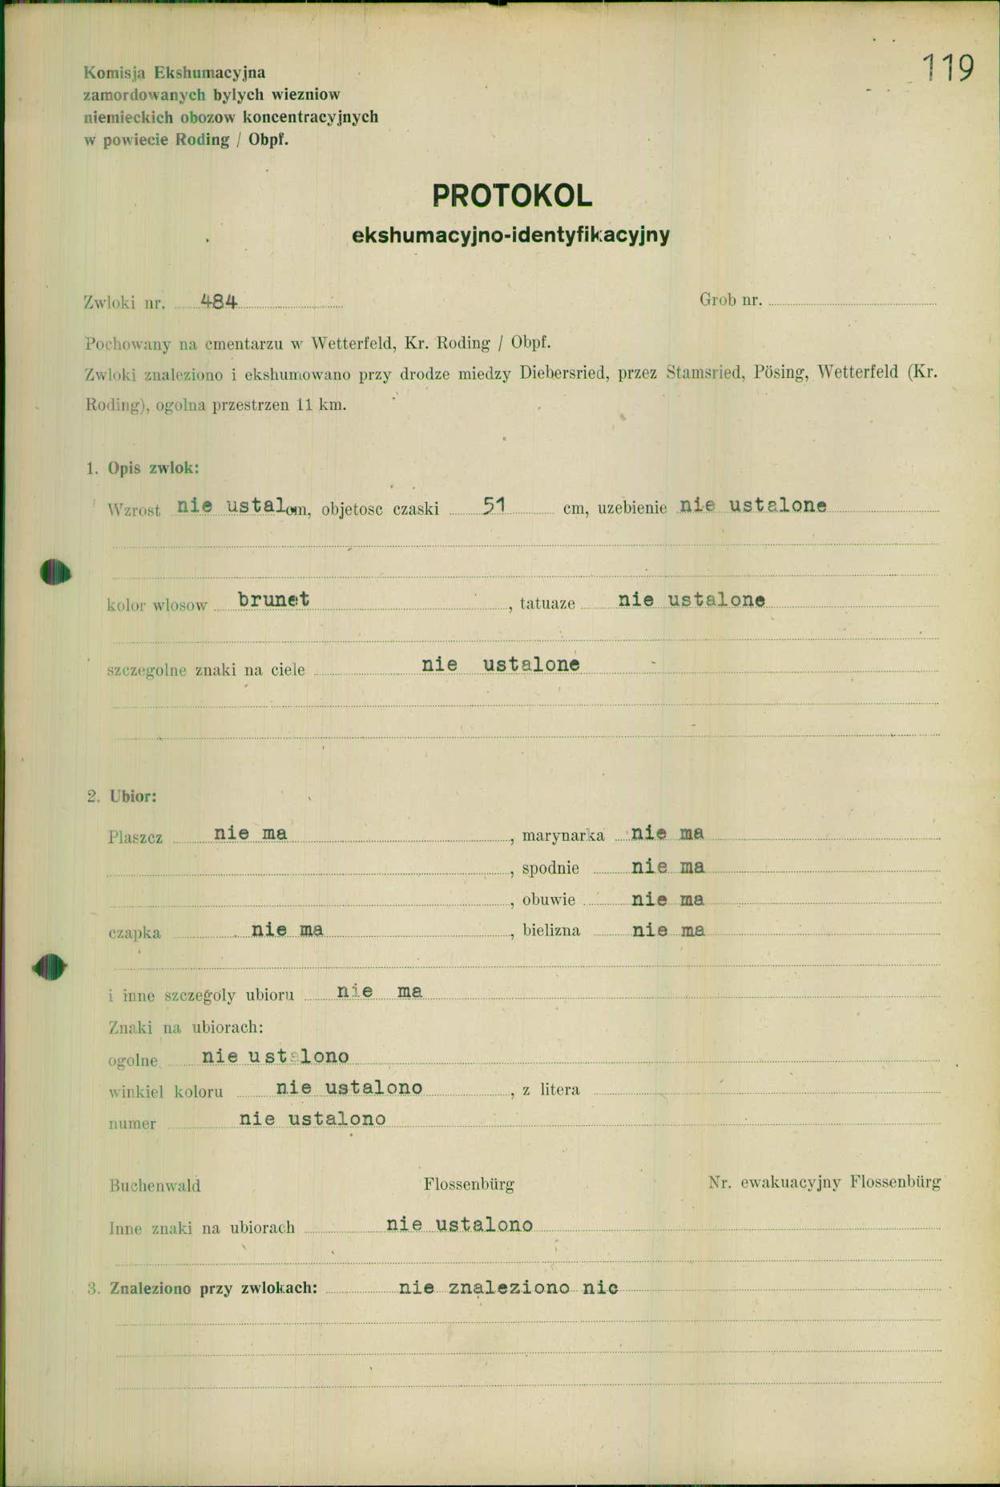 119
Komisja Ekshumacyjna
zamordowanych bylych wiezniow
niemieckich obozow koncentracyjnych
w powiecie Roding / Obpf.
PROTOKOL
ekshumacyjno-identyfikacyjny
Zwloki nr. 484 Grob nr.
Pochowany na cmentarzu w Wetterfeld, Kr. Roding / Obpf.
Zwloki znaleziono i ekshumowano przy drodze miedzy Diebersried, przez Stamsried, Pösing, Wetterfeld (Kr.
Roding), ogolna przestrzen 11 km.
1. Opis zwlok:
Wzrost nie ustal cm, objetosc czaski 51 cm, uzebienie nie ustalone
kolor wlosow brunet , tatuaze nie ustalone
szczegolne znaki na ciele nie ustalone
2. Ubior:
Plaszcz nie ma , marynarka nie ma
, spodnie nie ma
, obuwie nie ma
czapka nie ma , bielizna nie ma
i inne szczegoly ubioru nie ma
Znaki na ubiorach:
ogolne nie ustalono
winkiel koloru nie ustalono , z litera
numer nie ustalono
Buchenwald Flossenbürg Nr. ewakuacyjny Flossenbürg
Inne znaki na ubiorach nie ustalono
3. Znaleziono przy zwlokach: nie znaleziono nic